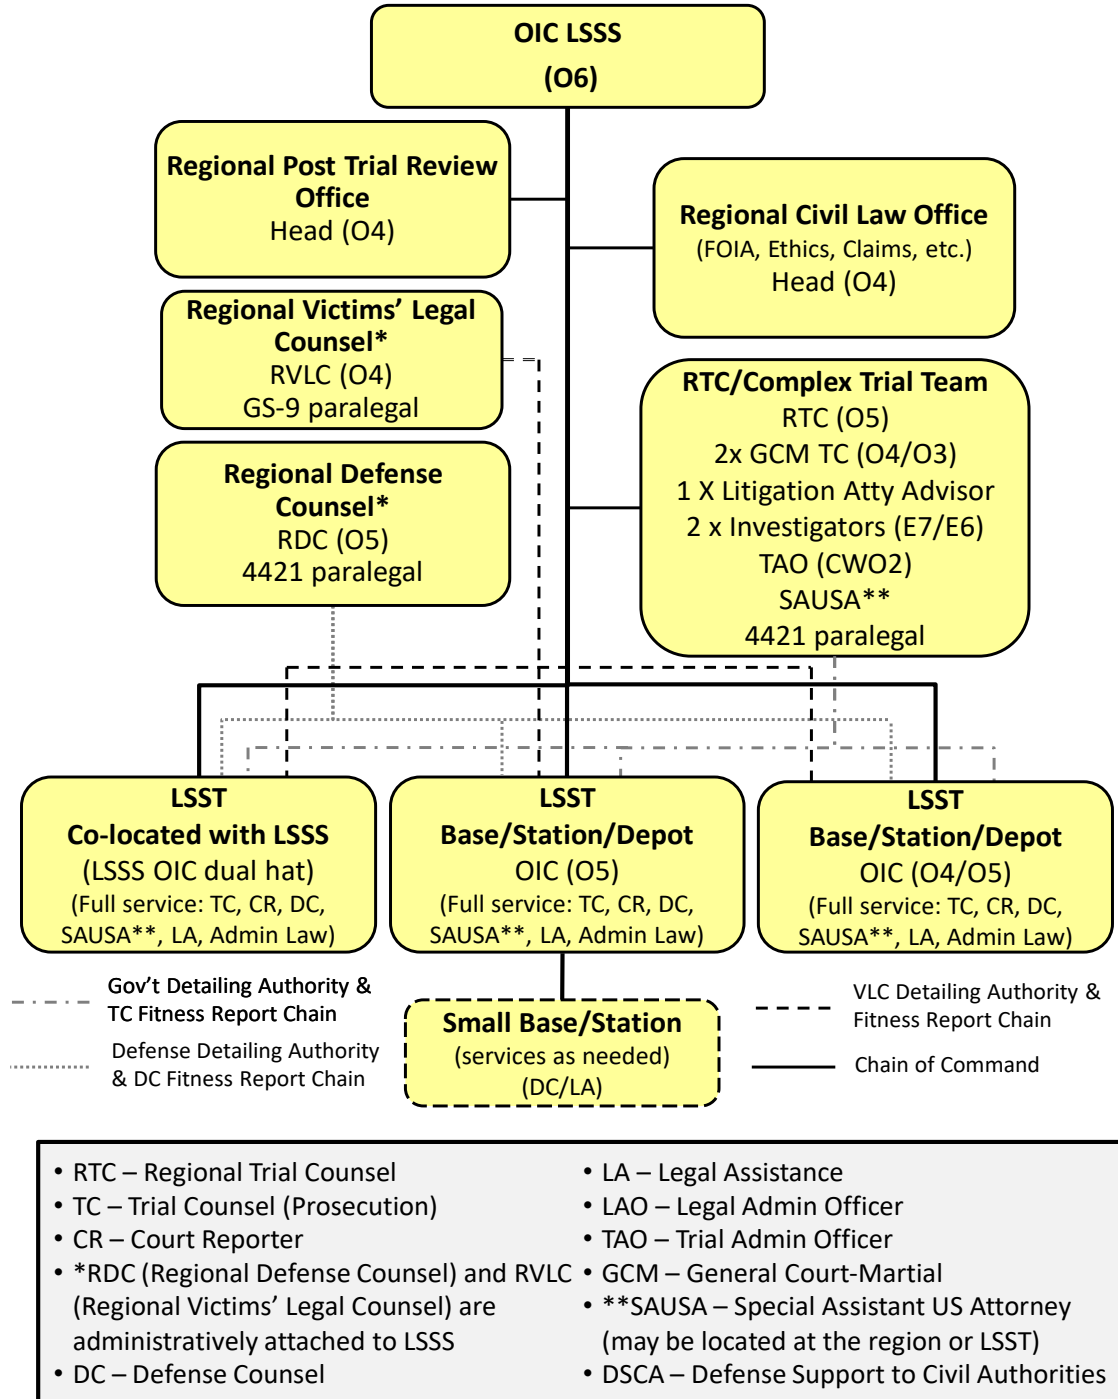 OIC LSSS
(O6)
Regional Post Trial Review
Office
Head (O4)
Regional Civil Law Office
(FOIA, Ethics, Claims, etc.)
Head (O4)
Regional Victims’ Legal
Counsel*
RVLC (O4)
GS-9 paralegal
RTC/Complex Trial Team
RTC (O5)
2x GCM TC (O4/O3)
1 X Litigation Atty Advisor
2 x Investigators (E7/E6)
TAO (CWO2)
SAUSA**
4421 paralegal
Regional Defense
Counsel*
RDC (O5)
4421 paralegal
LSST
Co-located with LSSS
(LSSS OIC dual hat)
(Full service: TC, CR, DC,
SAUSA**, LA, Admin Law)
LSST
Base/Station/Depot
OIC (O5)
(Full service: TC, CR, DC,
SAUSA**, LA, Admin Law)
LSST
Base/Station/Depot
OIC (O4/O5)
(Full service: TC, CR, DC,
SAUSA**, LA, Admin Law)
Gov’t Detailing Authority &
TC Fitness Report Chain
Defense Detailing Authority
& DC Fitness Report Chain
Small Base/Station
(services as needed)
(DC/LA)
VLC Detailing Authority &
Fitness Report Chain
Chain of Command
• RTC – Regional Trial Counsel
• TC – Trial Counsel (Prosecution)
• CR – Court Reporter
• *RDC (Regional Defense Counsel) and RVLC
(Regional Victims’ Legal Counsel) are
administratively attached to LSSS
• DC – Defense Counsel
• LA – Legal Assistance
• LAO – Legal Admin Officer
• TAO – Trial Admin Officer
• GCM – General Court-Martial
• **SAUSA – Special Assistant US Attorney
(may be located at the region or LSST)
• DSCA – Defense Support to Civil Authorities